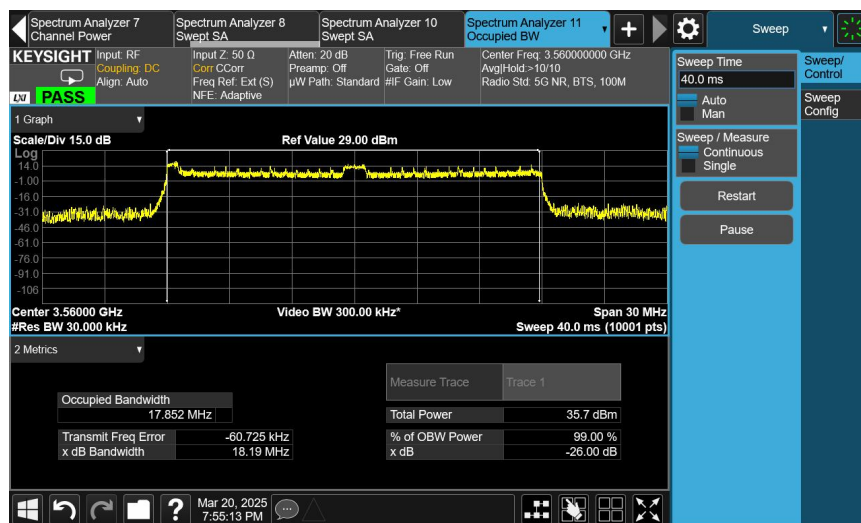 Spectrum Analyzer 7
Channel Power
Spectrum Analyzer 8
Swept SA
Spectrum Analyzer 10
Swept SA
Spectrum Analyzer 11
Occupied BW
Sweep
KEYSIGHT
Input: RF
Coupling: DC
Align: Auto
LXI
PASS
Input Z: 50 Ω
Corr CCorr
Freq Ref: Ext (S)
NFE: Adaptive
Atten: 20 dB
Preamp: Off
µW Path: Standard
Trig: Free Run
Gate: Off
#IF Gain: Low
Center Freq: 3.560000000 GHz
Avg|Hold:>10/10
Radio Std: 5G NR, BTS, 100M
1 Graph
Scale/Div 15.0 dB
Ref Value 29.00 dBm
Log
14.0
-1.00
-16.0
-31.0
-46.0
-61.0
-76.0
-91.0
-106
Center 3.56000 GHz
#Res BW 30.000 kHz
Video BW 300.00 kHz*
Span 30 MHz
Sweep 40.0 ms (10001 pts)
2 Metrics
Measure Trace
Trace 1
Occupied Bandwidth
17.852 MHz
Total Power
35.7 dBm
Transmit Freq Error
-60.725 kHz
% of OBW Power
99.00 %
x dB Bandwidth
18.19 MHz
x dB
-26.00 dB
Sweep Time
40.0 ms
Auto
Man
Sweep / Measure
Continuous
Single
Restart
Pause
Sweep/
Control
Sweep
Config
?
Mar 20, 2025
7:55:13 PM